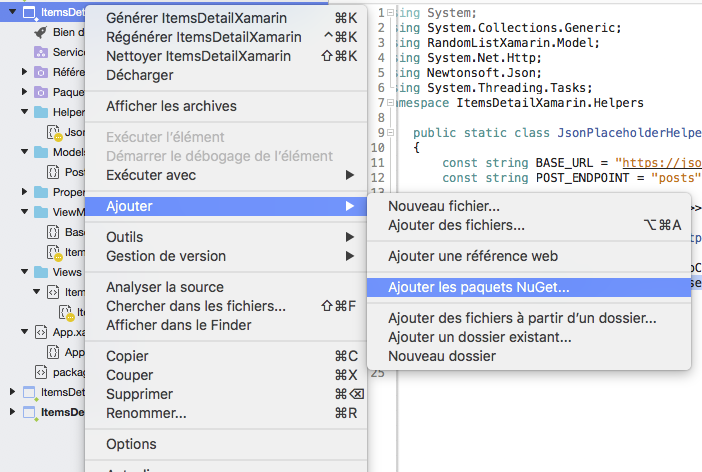 ItemsDetailXamarin
Bien d
Service
Référe
Paque
Helper
Json
Models
Post
Proper
ViewM
Base
Item
Views
Item
Ite
App.xa
App
packag
ItemsDet
ItemsDe
Générer ItemsDetailXamarin ⌘K
Régénérer ItemsDetailXamarin ^⌘K
Nettoyer ItemsDetailXamarin ⇧⌘K
Décharger
Afficher les archives
Exécuter l’élément
Démarrer le débogage de l’élément
Exécuter avec
Ajouter
Outils
Gestion de version
Analyser la source
Chercher dans les fichiers... ⇧⌘F
Afficher dans le Finder
Copier ⌘C
Couper ⌘X
Supprimer ⌘⌫
Renommer... ⌘R
Options
Nouveau fichier...
Ajouter des fichiers... ⌥⌘A
Ajouter une référence web
Ajouter les paquets NuGet...
Ajouter des fichiers à partir d’un dossier...
Ajouter un dossier existant...
Nouveau dossier
1 sing System;
2 sing System.Collections.Generic;
3 sing RandomListXamarin.Model;
4 sing System.Net.Http;
5 sing Newtonsoft.Json;
6 sing System.Threading.Tasks;
7 amespace ItemsDetailXamarin.Helpers
8
9 public static class JsonPlaceholderHelpe
10 {
11 const string BASE_URL = "https://jso
12 const string POST_ENDPOINT = "posts"
13
25